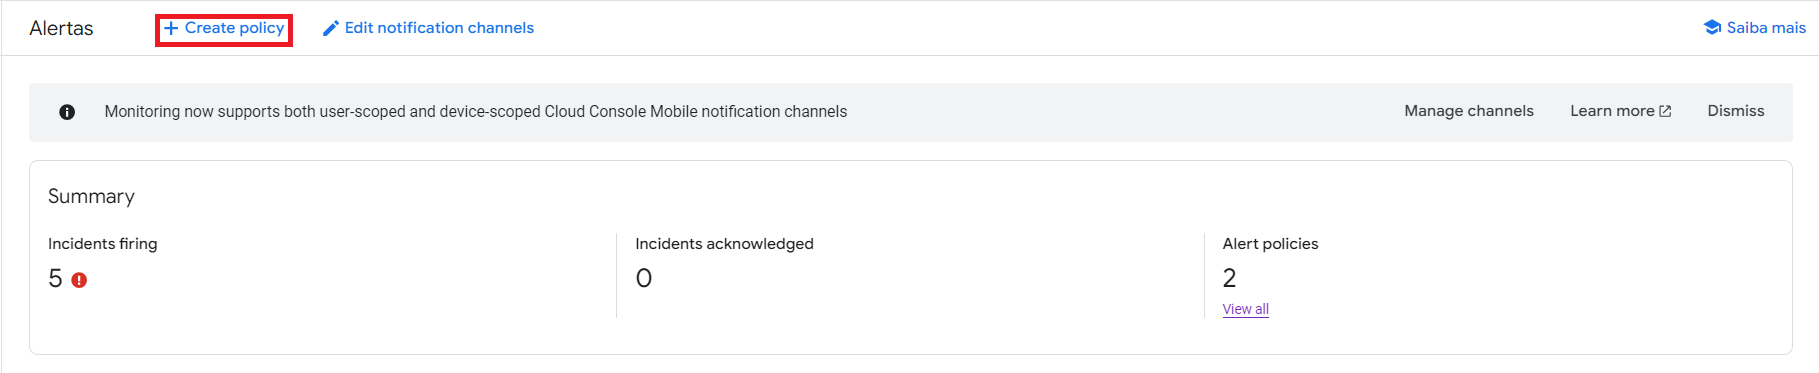 Alertas
Create policy
Edit notification channels
Saiba mais
Monitoring now supports both user-scoped and device-scoped Cloud Console Mobile notification channels
Manage channels
Learn more
Dismiss
Summary
Incidents firing
5
Incidents acknowledged
0
Alert policies
2
View all